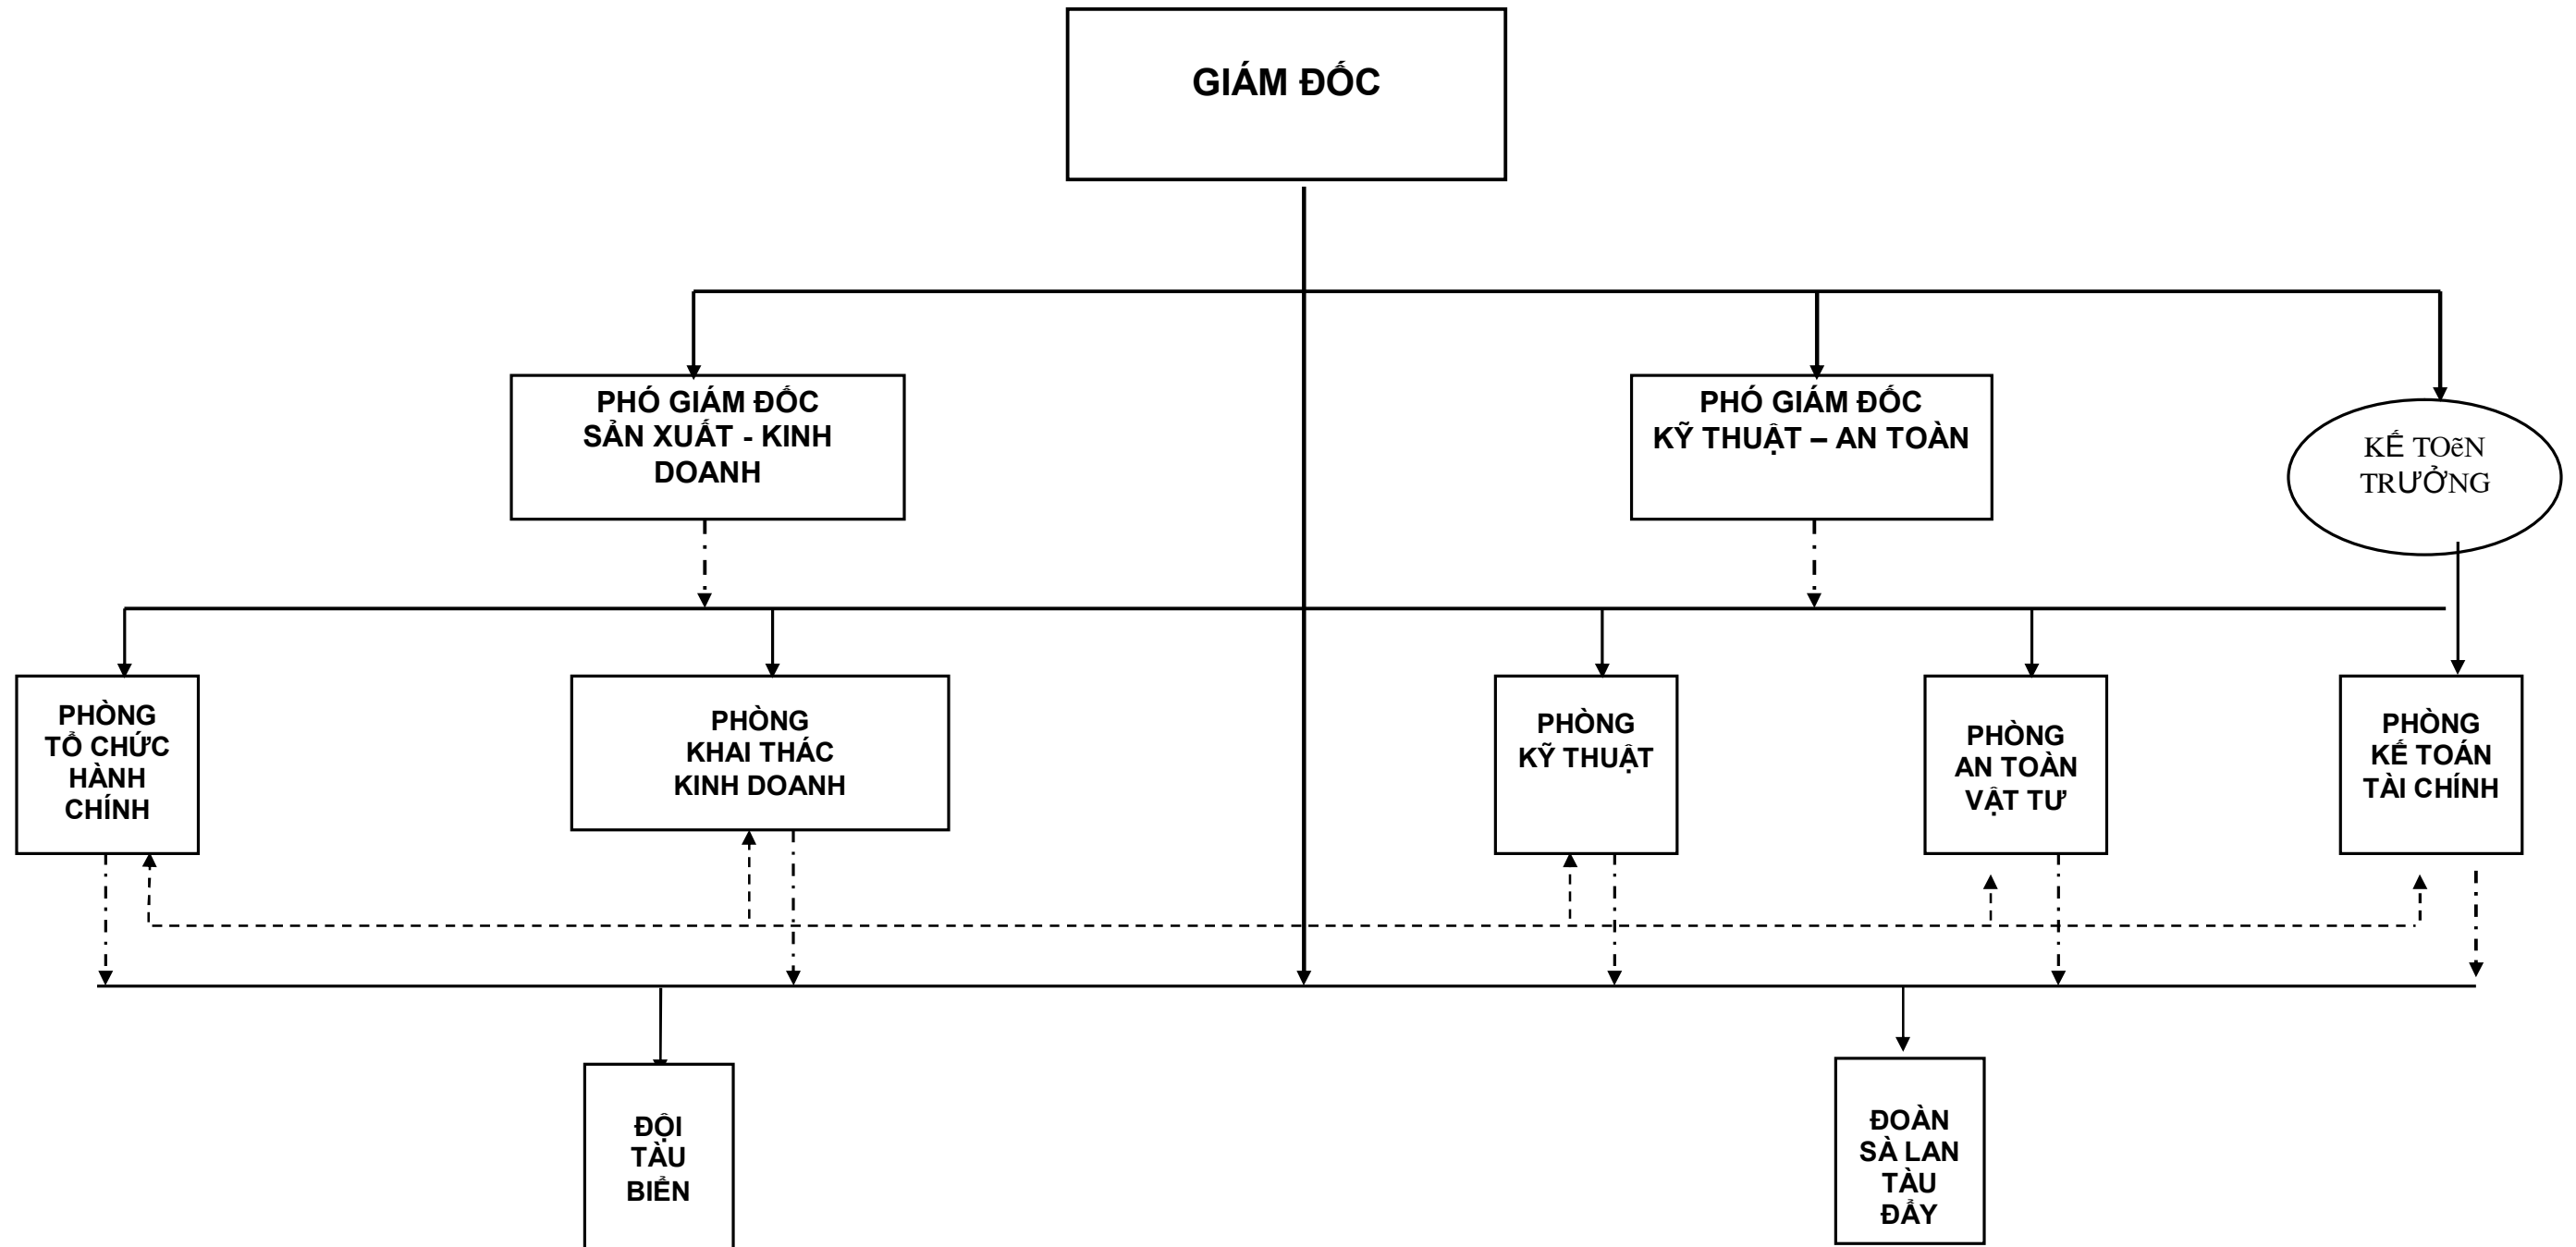 GIÁM ĐỐC
PHÓ GIÁM ĐỐC
SẢN XUẤT - KINH
DOANH
PHÓ GIÁM ĐỐC
KỸ THUẬT – AN TOÀN
KẾ TOẽN
TRƯỞNG
PHÒNG
TỔ CHỨC
HÀNH
CHÍNH
PHÒNG
KHAI THÁC
KINH DOANH
PHÒNG
KỸ THUẬT
PHÒNG
AN TOÀN
VẬT TƯ
PHÒNG
KẾ TOÁN
TÀI CHÍNH
ĐỘI
TÀU
BIỂN
ĐOÀN
SÀ LAN
TÀU
ĐẨY